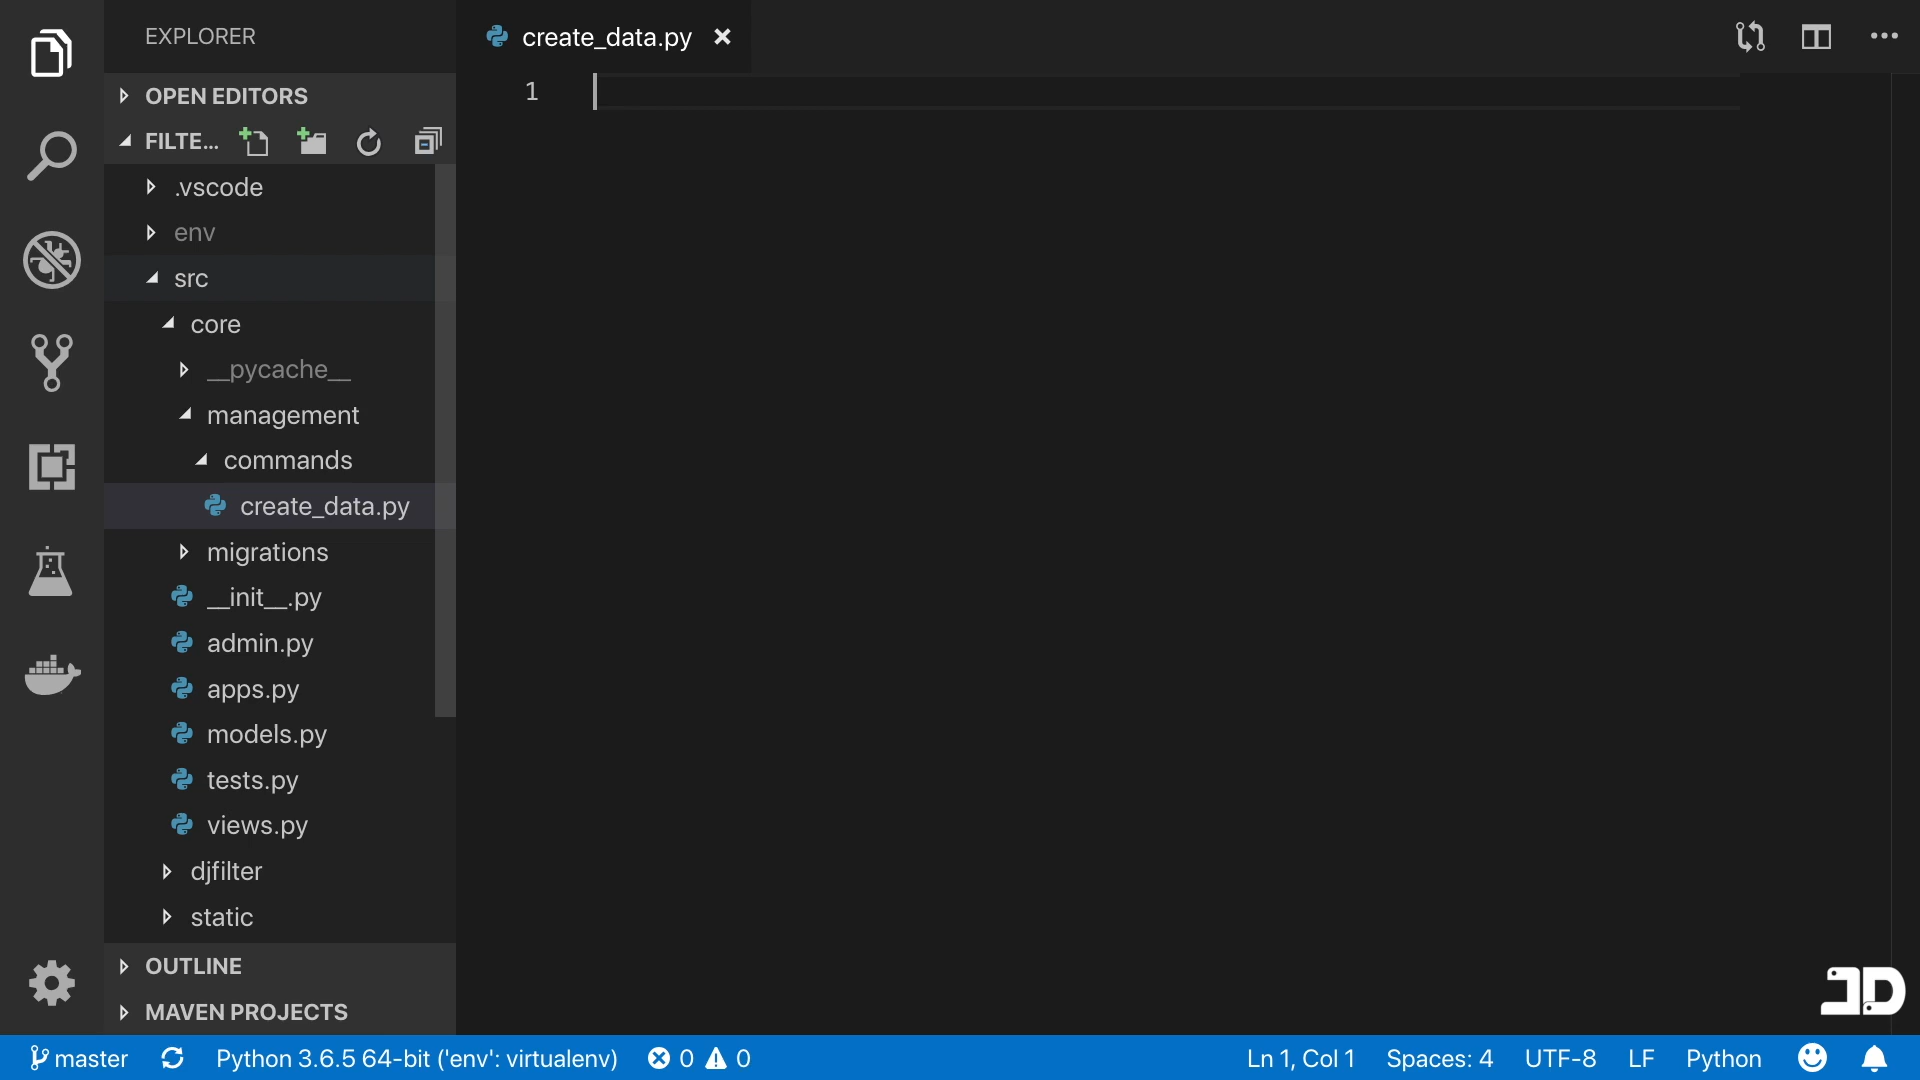 EXPLORER
create_data.py
OPEN EDITORS
FILTE...
1
.vscode
env
src
core
__pycache__
management
commands
create_data.py
migrations
__init__.py
admin.py
apps.py
models.py
tests.py
views.py
djfilter
static
OUTLINE
MAVEN PROJECTS
JD
master Python 3.6.5 64-bit ('env': virtualenv) 0 0 Ln 1, Col 1 Spaces: 4 UTF-8 LF Python